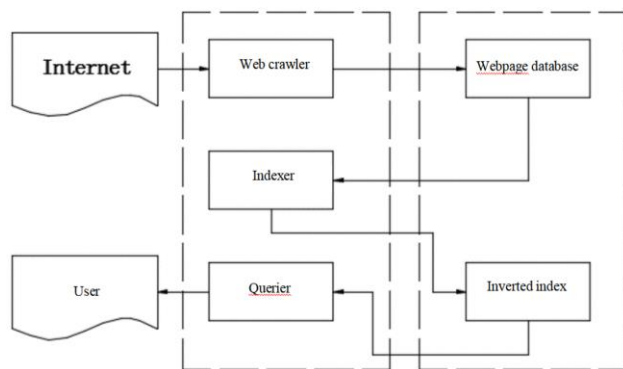 Internet
Web crawler
Webpage database
Indexer
User
Querier
Inverted index